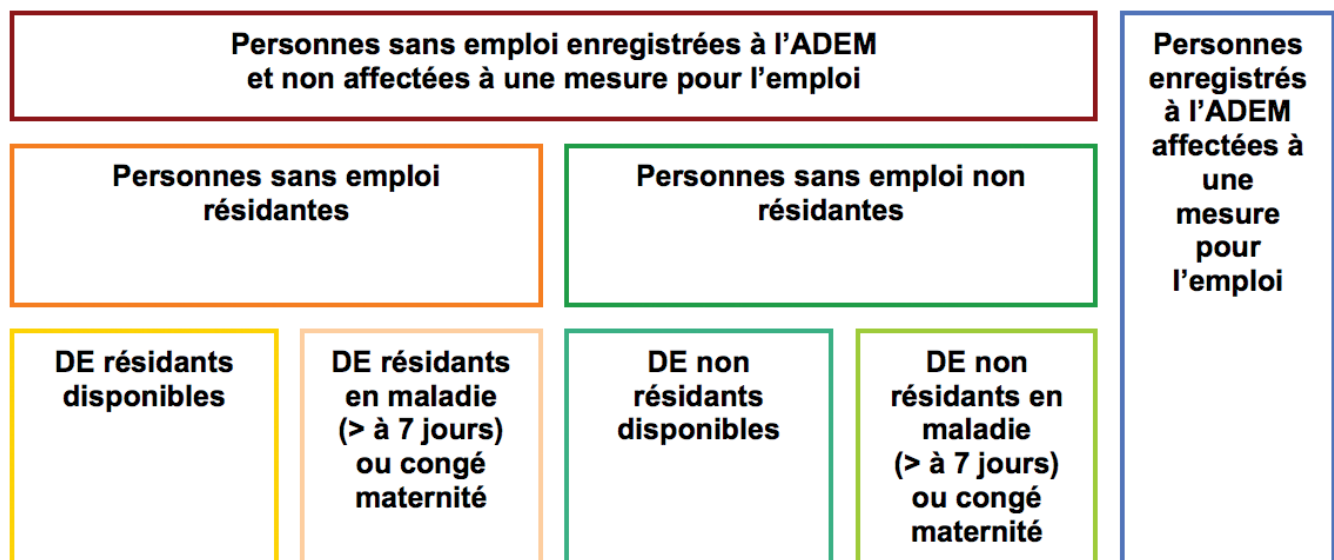 Personnes sans emploi enregistrées à l’ADEM
et non affectées à une mesure pour l’emploi
Personnes
enregistrés
à l’ADEM
affectées à
une
mesure
pour
l’emploi
Personnes sans emploi
résidantes
Personnes sans emploi non
résidantes
DE résidants
disponibles
DE résidants
en maladie
(> à 7 jours)
ou congé
maternité
DE non
résidants
disponibles
DE non
résidants en
maladie
(> à 7 jours)
ou congé
maternité